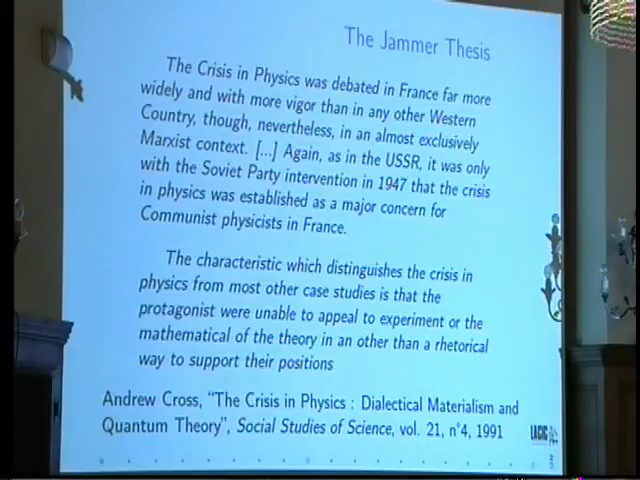 The Jammer Thesis
The Crisis in Physics was debated in France far more
widely and with more vigor than in any other Western
Country, though, nevertheless, in an almost exclusively
Marxist context. [...] Again, as in the USSR, it was only
with the Soviet Party intervention in 1947 that the crisis
in physics was established as a major concern for
Communist physicists in France.
The characteristic which distinguishes the crisis in
physics from most other case studies is that the
protagonist were unable to appeal to experiment or the
mathematical of the theory in an other than a rhetorical
way to support their positions
Andrew Cross, “The Crisis in Physics : Dialectical Materialism and
Quantum Theory”, Social Studies of Science, vol. 21, n°4, 1991